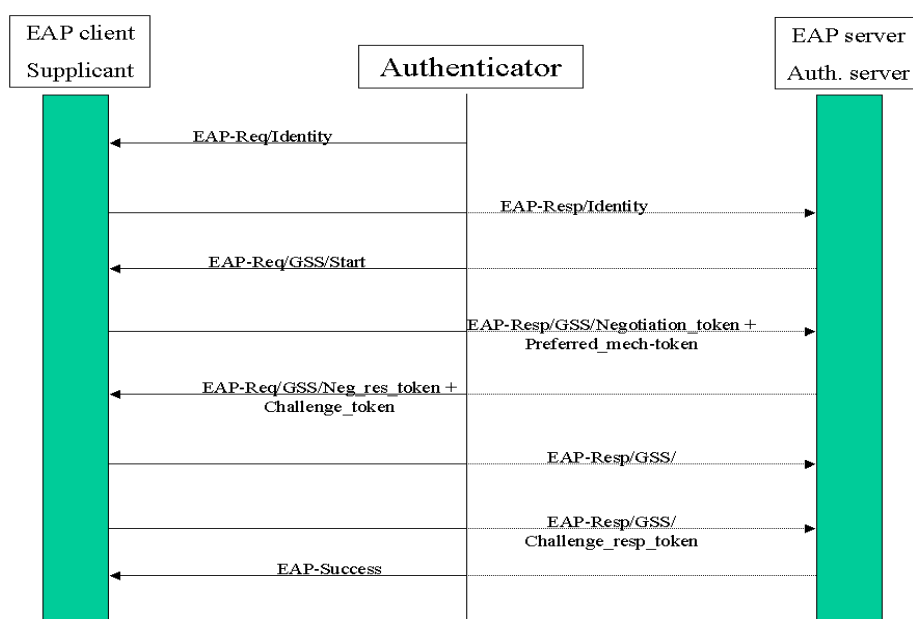 EAP client
Supplicant
Authenticator
EAP server
Auth. server
EAP-Req/Identity
EAP-Resp/Identity
EAP-Req/GSS/Start
EAP-Resp/GSS/Negotiation_token +
Preferred_mech-token
EAP-Req/GSS/Neg_res_token +
Challenge_token
EAP-Resp/GSS/
EAP-Resp/GSS/
Challenge_resp_token
EAP-Success